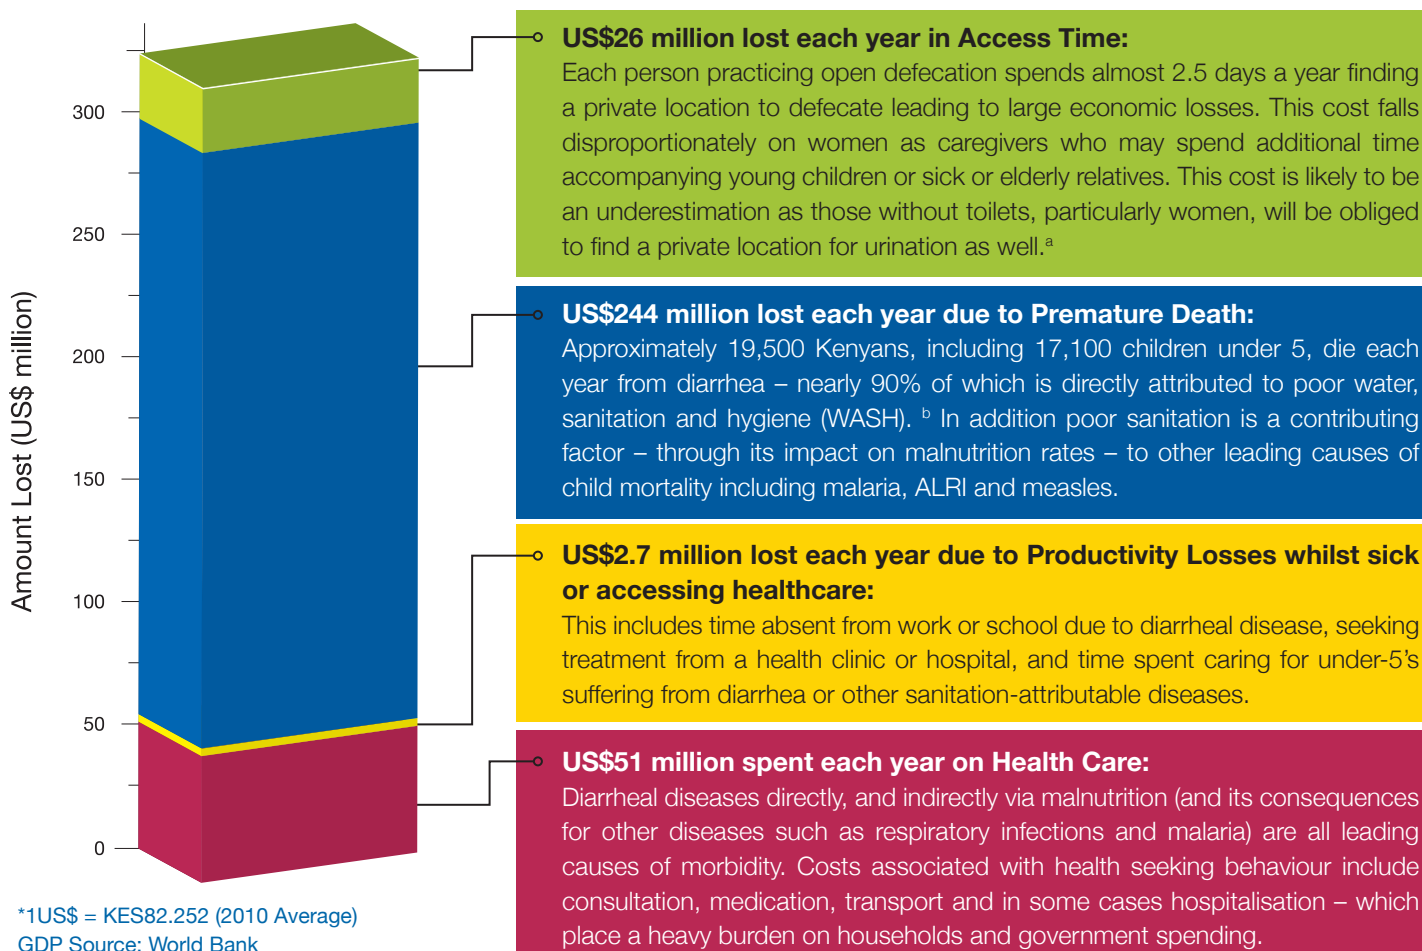 US$26 million lost each year in Access Time:
Each person practicing open defecation spends almost 2.5 days a year finding
a private location to defecate leading to large economic losses. This cost falls
disproportionately on women as caregivers who may spend additional time
accompanying young children or sick or elderly relatives. This cost is likely to be
an underestimation as those without toilets, particularly women, will be obliged
to find a private location for urination as well.a
US$244 million lost each year due to Premature Death:
Approximately 19,500 Kenyans, including 17,100 children under 5, die each
year from diarrhea – nearly 90% of which is directly attributed to poor water,
sanitation and hygiene (WASH). b In addition poor sanitation is a contributing
factor – through its impact on malnutrition rates – to other leading causes of
child mortality including malaria, ALRI and measles.
US$2.7 million lost each year due to Productivity Losses whilst sick
or accessing healthcare:
This includes time absent from work or school due to diarrheal disease, seeking
treatment from a health clinic or hospital, and time spent caring for under-5's
suffering from diarrhea or other sanitation-attributable diseases.
US$51 million spent each year on Health Care:
Diarrheal diseases directly, and indirectly via malnutrition (and its consequences
for other diseases such as respiratory infections and malaria) are all leading
causes of morbidity. Costs associated with health seeking behaviour include
consultation, medication, transport and in some cases hospitalisation – which
place a heavy burden on households and government spending.
Amount Lost (US$ million)
300
250
200
150
100
50
0
*1US$ = KES82.252 (2010 Average)
GDP Source: World Bank